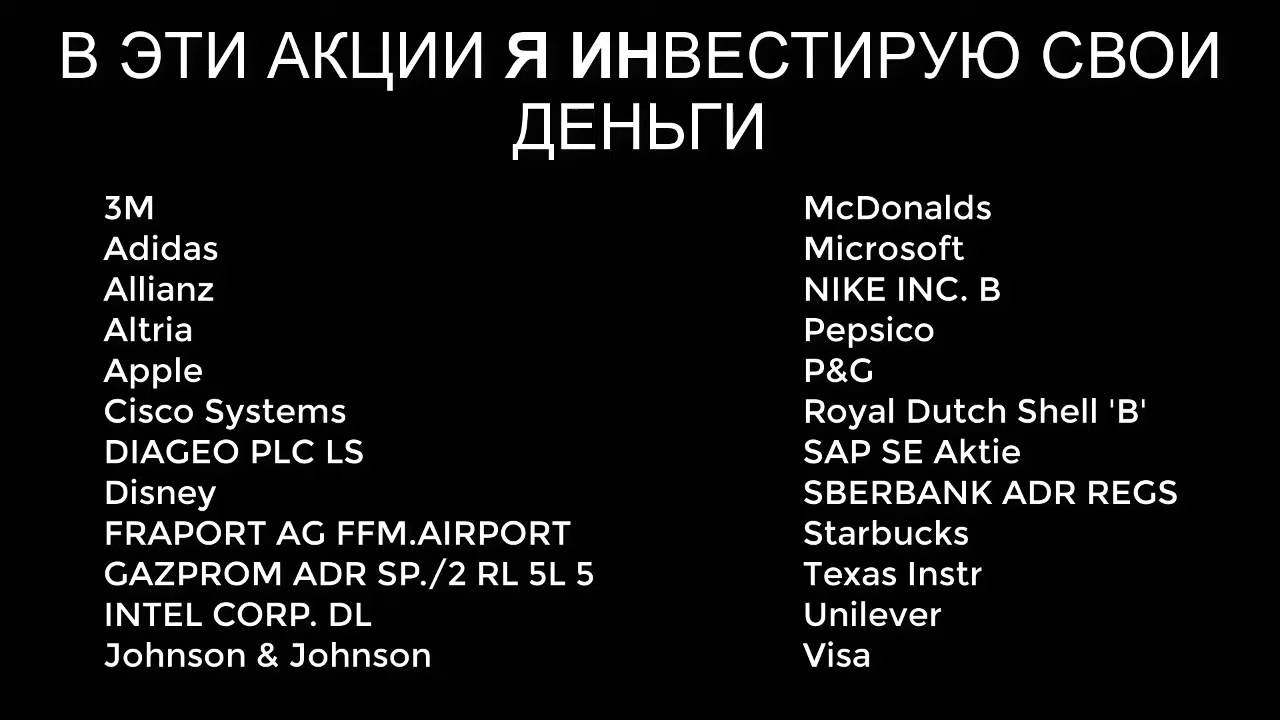 В ЭТИ АКЦИИ Я ИНВЕСТИРУЮ СВОИ
ДЕНЬГИ
3M
Adidas
Allianz
Altria
Apple
Cisco Systems
DIAGEO PLC LS
Disney
FRAPORT AG FFM.AIRPORT
GAZPROM ADR SP./2 RL 5L 5
INTEL CORP. DL
Johnson & Johnson
McDonalds
Microsoft
NIKE INC. B
Pepsico
P&G
Royal Dutch Shell 'B'
SAP SE Aktie
SBERBANK ADR REGS
Starbucks
Texas Instr
Unilever
Visa